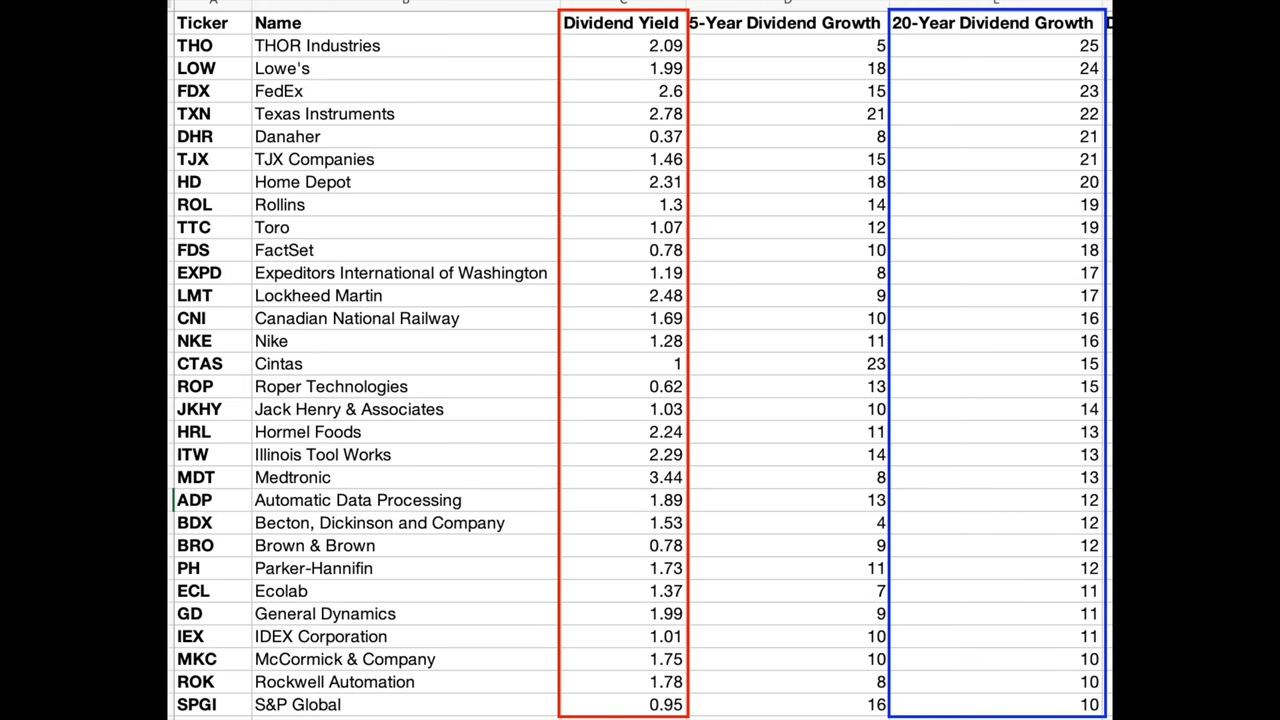 Ticker Name Dividend Yield 5-Year Dividend Growth 20-Year Dividend Growth
THO THOR Industries 2.09 5 25
LOW Lowe's 1.99 18 24
FDX FedEx 2.6 15 23
TXN Texas Instruments 2.78 21 22
DHR Danaher 0.37 8 21
TJX TJX Companies 1.46 15 21
HD Home Depot 2.31 18 20
ROL Rollins 1.3 14 19
TTC Toro 1.07 12 19
FDS FactSet 0.78 10 18
EXPD Expeditors International of Washington 1.19 8 17
LMT Lockheed Martin 2.48 9 17
CNI Canadian National Railway 1.69 10 16
NKE Nike 1.28 11 16
CTAS Cintas 1 23 15
ROP Roper Technologies 0.62 13 15
JKHY Jack Henry & Associates 1.03 10 14
HRL Hormel Foods 2.24 11 13
ITW Illinois Tool Works 2.29 14 13
MDT Medtronic 3.44 8 13
ADP Automatic Data Processing 1.89 13 12
BDX Becton, Dickinson and Company 1.53 4 12
BRO Brown & Brown 0.78 9 12
PH Parker-Hannifin 1.73 11 12
ECL Ecolab 1.37 7 11
GD General Dynamics 1.99 9 11
IEX IDEX Corporation 1.01 10 11
MKC McCormick & Company 1.75 10 10
ROK Rockwell Automation 1.78 8 10
SPGI S&P Global 0.95 16 10